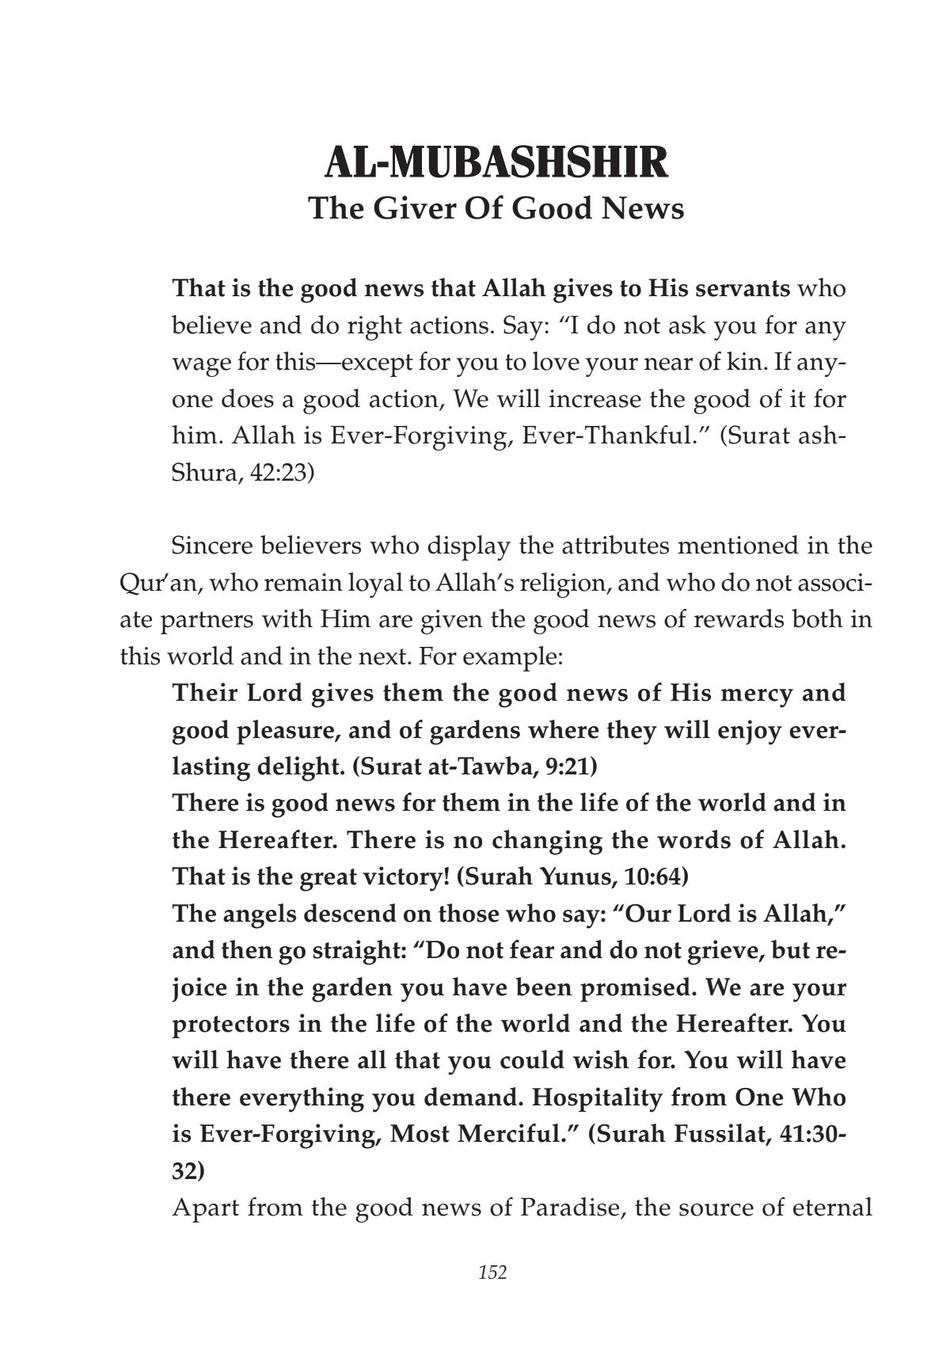 AL-MUBASHSHIR
The Giver Of Good News
That is the good news that Allah gives to His servants who
believe and do right actions. Say: “I do not ask you for any
wage for this—except for you to love your near of kin. If any-
one does a good action, We will increase the good of it for
him. Allah is Ever-Forgiving, Ever-Thankful.” (Surat ash-
Shura, 42:23)
Sincere believers who display the attributes mentioned in the
Qur’an, who remain loyal to Allah’s religion, and who do not associ-
ate partners with Him are given the good news of rewards both in
this world and in the next. For example:
Their Lord gives them the good news of His mercy and
good pleasure, and of gardens where they will enjoy ever-
lasting delight. (Surat at-Tawba, 9:21)
There is good news for them in the life of the world and in
the Hereafter. There is no changing the words of Allah.
That is the great victory! (Surah Yunus, 10:64)
The angels descend on those who say: “Our Lord is Allah,”
and then go straight: “Do not fear and do not grieve, but re-
joice in the garden you have been promised. We are your
protectors in the life of the world and the Hereafter. You
will have there all that you could wish for. You will have
there everything you demand. Hospitality from One Who
is Ever-Forgiving, Most Merciful.” (Surah Fussilat, 41:30-
32)
Apart from the good news of Paradise, the source of eternal
152